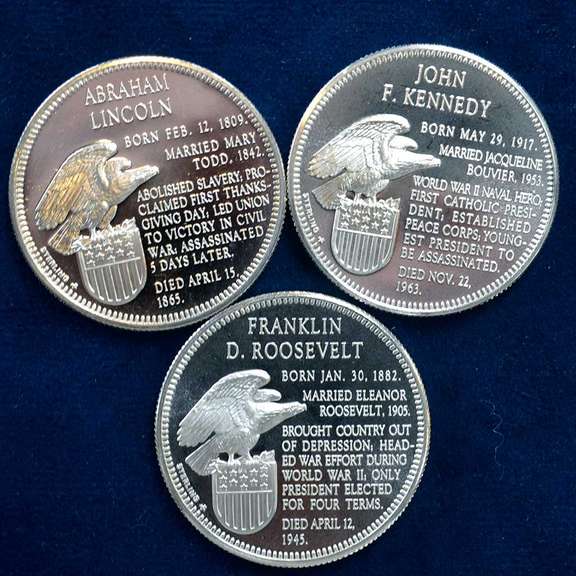 ABRAHAM
LINCOLN
BORN FEB. 12, 1809.
MARRIED MARY
TODD, 1842.
ABOLISHED SLAVERY; PRO-
CLAIMED FIRST THANKS-
GIVING DAY; LED UNION
TO VICTORY IN CIVIL
WAR; ASSASSINATED
5 DAYS LATER.
DIED APRIL 15,
1865.
STERLING
JOHN
F. KENNEDY
BORN MAY 29, 1917.
MARRIED JACQUELINE
BOUVIER, 1953.
WORLD WAR II NAVAL HERO;
FIRST CATHOLIC PRESI-
DENT; ESTABLISHED
PEACE CORPS; YOUNG-
EST PRESIDENT TO
BE ASSASSINATED.
DIED NOV. 22,
1963.
STERLING
FRANKLIN
D. ROOSEVELT
BORN JAN. 30, 1882.
MARRIED ELEANOR
ROOSEVELT, 1905.
BROUGHT COUNTRY OUT
OF DEPRESSION; HEAD-
ED WAR EFFORT DURING
WORLD WAR II. ONLY
PRESIDENT ELECTED
FOR FOUR TERMS.
DIED APRIL 12,
1945.
STERLING